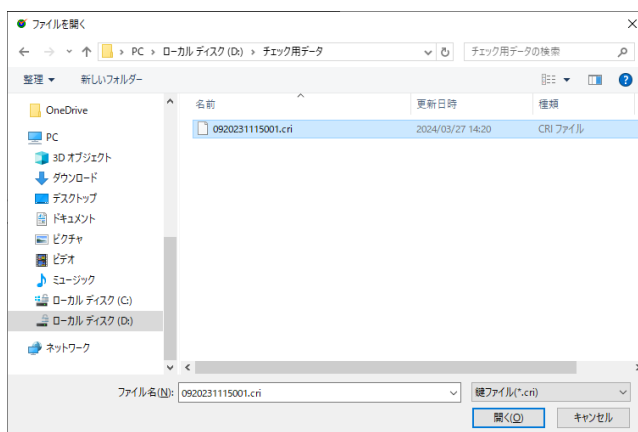 ファイルを開く
PC › ローカル ディスク (D:) › チェック用データ
チェック用データの検索
整理 新しいフォルダー
名前 更新日時 種類
0920231115001.cri 2024/03/27 14:20 CRI ファイル
OneDrive
PC
3D オブジェクト
ダウンロード
デスクトップ
ドキュメント
ピクチャ
ビデオ
ミュージック
ローカル ディスク (C:)
ローカル ディスク (D:)
ネットワーク
ファイル名(N): 0920231115001.cri 鍵ファイル(*.cri)
開く(O) キャンセル